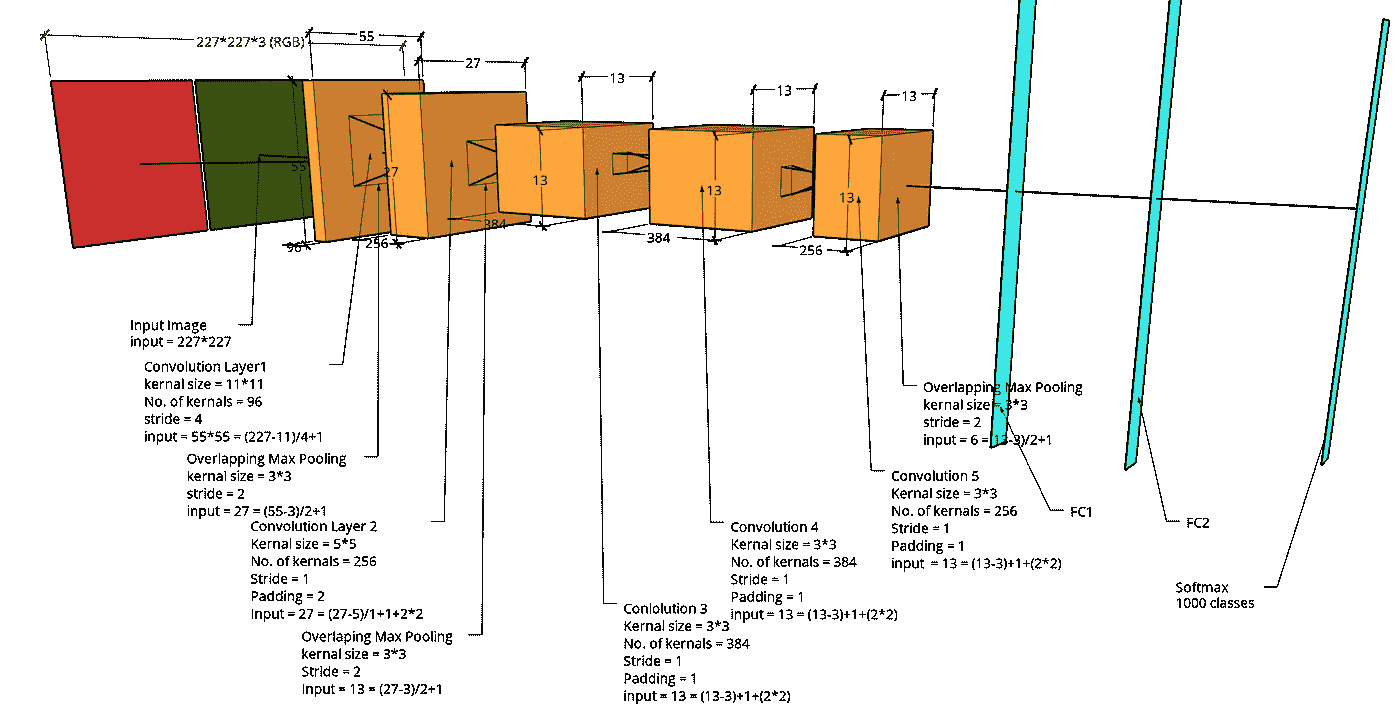 227*227*3 (RGB)
55
27
13
13
13
55
27
13
13
13
96
256
384
384
256
Input Image
input = 227*227
Convolution Layer1
kernal size = 11*11
No. of kernals = 96
stride = 4
input = 55*55 = (227-11)/4+1
Overlapping Max Pooling
kernal size = 3*3
stride = 2
input = 27 = (55-3)/2+1
Convolution Layer 2
Kernal size = 5*5
No. of kernals = 256
Stride = 1
Padding = 2
Input = 27 = (27-5)/1+1+2*2
Overlaping Max Pooling
kernal size = 3*3
Stride = 2
Input = 13 = (27-3)/2+1
Conlolution 3
Kernal size = 3*3
No. of kernals = 384
Stride = 1
Padding = 1
input = 13 = (13-3)+1+(2*2)
Convolution 4
Kernal size = 3*3
No. of kernals = 384
Stride = 1
Padding = 1
input = 13 = (13-3)+1+(2*2)
Convolution 5
Kernal size = 3*3
No. of kernals = 256
Stride = 1
Padding = 1
input = 13 = (13-3)+1+(2*2)
Overlapping Max Pooling
kernal size = 3*3
stride = 2
input = 6 = (13-3)/2+1
FC1
FC2
Softmax
1000 classes